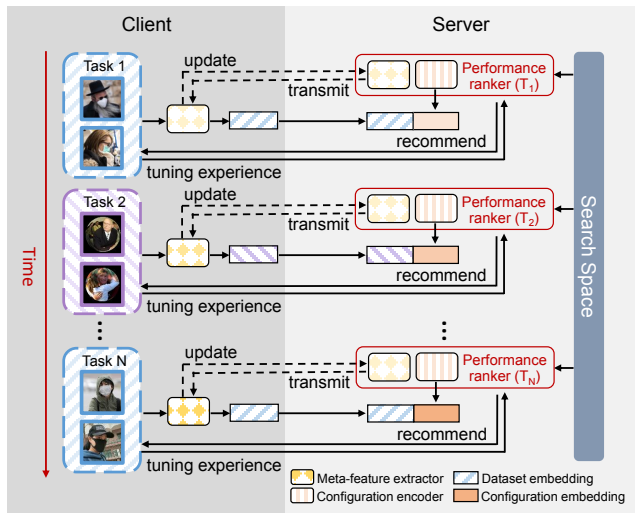 Client
Server
Task 1
update
transmit
Performance
ranker (T1)
recommend
tuning experience
Task 2
update
transmit
Performance
ranker (T2)
recommend
tuning experience
Task N
update
transmit
Performance
ranker (TN)
recommend
tuning experience
Time
Search Space
Meta-feature extractor
Dataset embedding
Configuration encoder
Configuration embedding